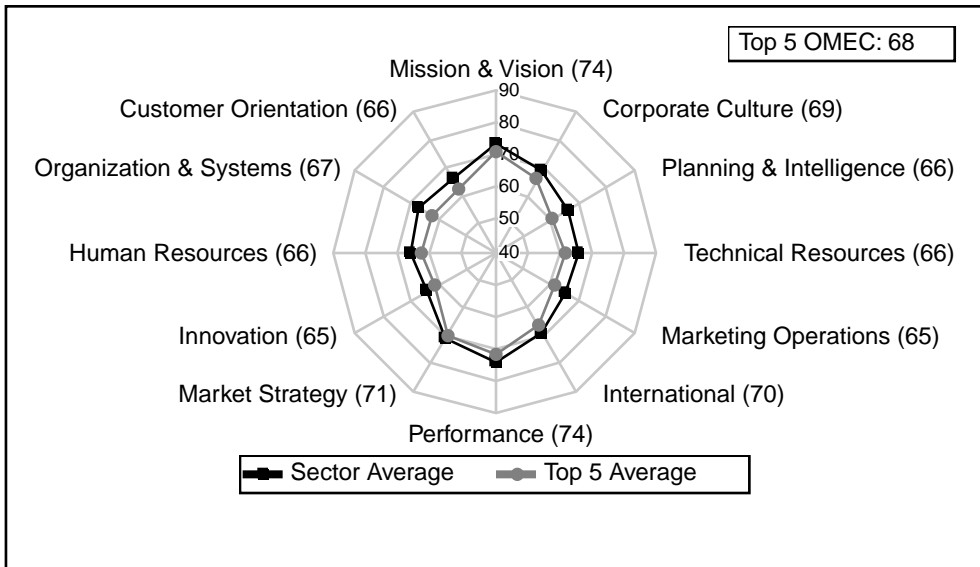 Top 5 OMEC: 68
Mission & Vision (74)
Customer Orientation (66)
Corporate Culture (69)
Organization & Systems (67)
Planning & Intelligence (66)
Human Resources (66)
Technical Resources (66)
Innovation (65)
Marketing Operations (65)
Market Strategy (71)
International (70)
Performance (74)
90
80
70
60
50
40
Sector Average
Top 5 Average